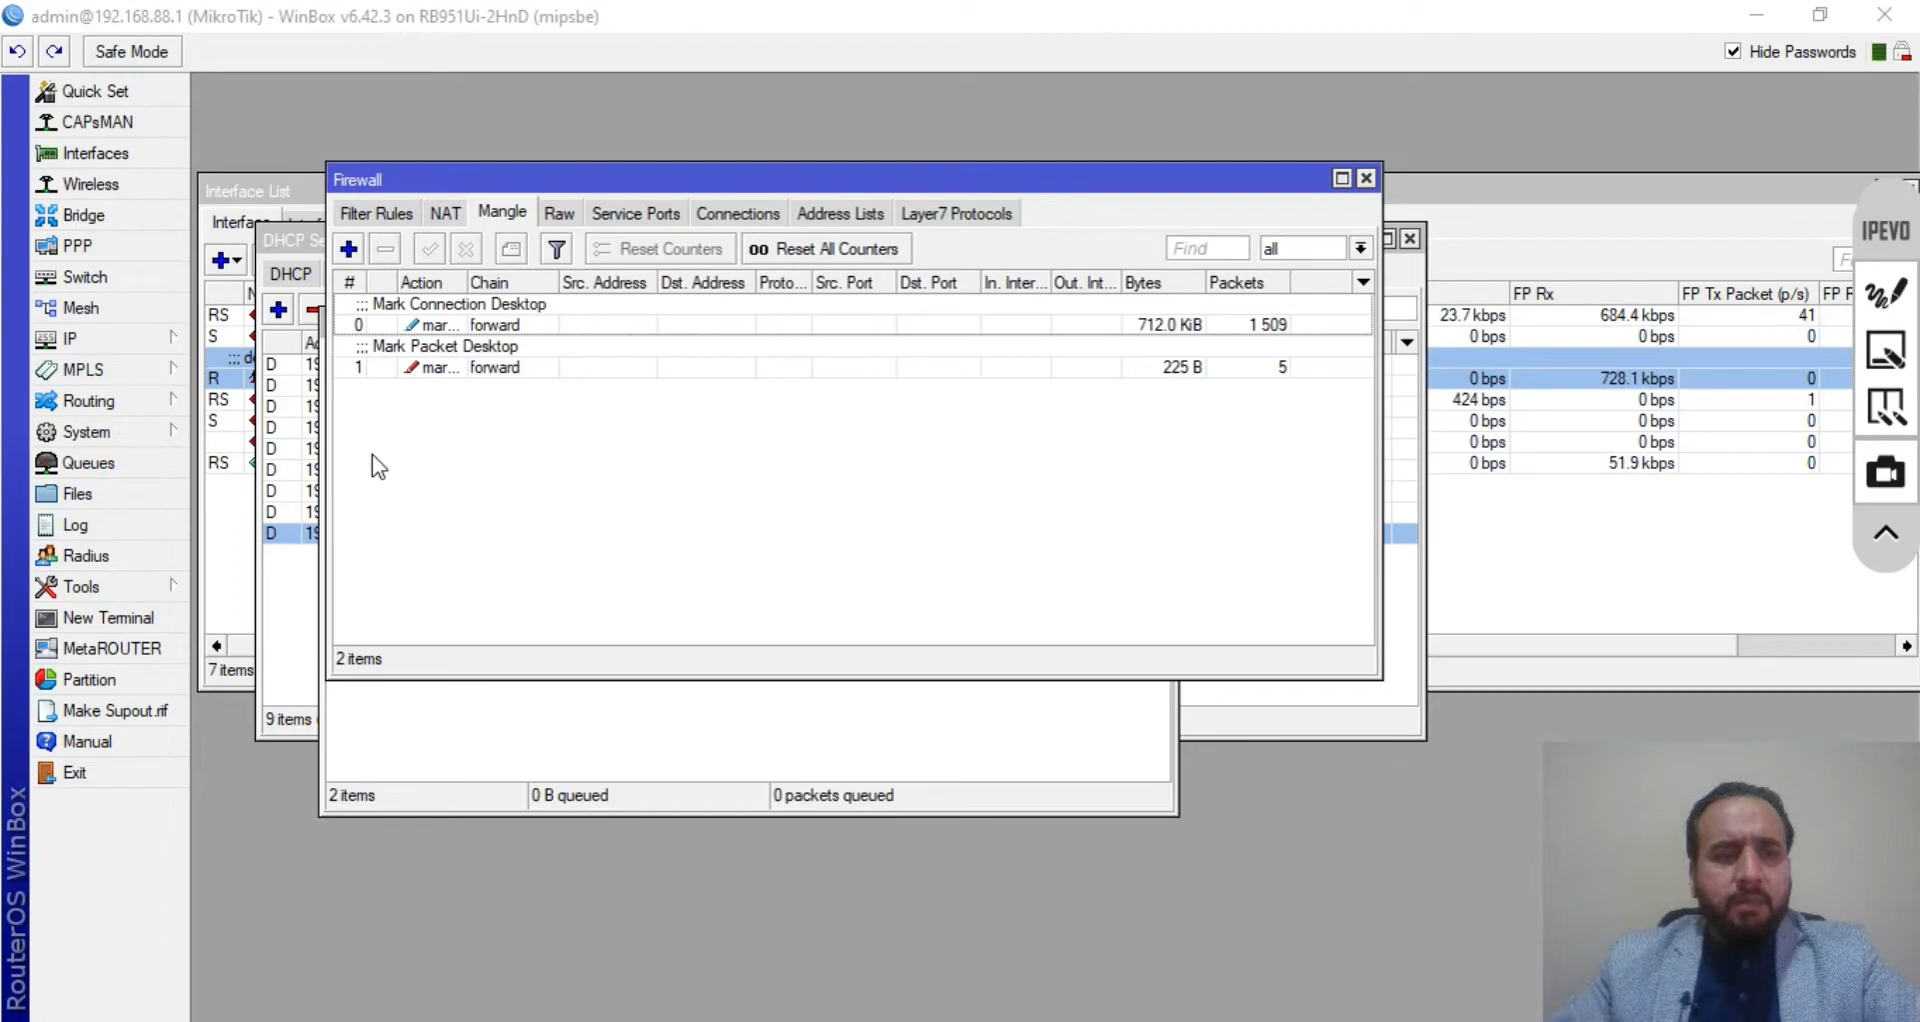 admin@192.168.88.1 (MikroTik) - WinBox v6.42.3 on RB951Ui-2HnD (mipsbe)
Safe Mode
Hide Passwords
Quick Set
CAPsMAN
Interfaces
Wireless
Bridge
PPP
Switch
Mesh
IP
MPLS
Routing
System
Queues
Files
Log
Radius
Tools
New Terminal
MetaROUTER
Partition
Make Supout.rif
Manual
Exit
RouterOS WinBox
Interface List
RS
S
R
RS
S
RS
7 items
DHCP
D
D
D
D
D
D
D
D
D
9 items
Firewall
Filter Rules NAT Mangle Raw Service Ports Connections Address Lists Layer7 Protocols
Reset Counters 00 Reset All Counters Find all
# Action Chain Src. Address Dst. Address Proto... Src. Port Dst. Port In. Inter... Out. Int... Bytes Packets
;;; Mark Connection Desktop
0 mar... forward 712.0 KiB 1 509
;;; Mark Packet Desktop
1 mar... forward 225 B 5
2 items
2 items 0 B queued 0 packets queued
FP Rx FP Tx Packet (p/s)
23.7 kbps 684.4 kbps 41
0 bps 0 bps 0
0 bps 728.1 kbps 0
424 bps 0 bps 1
0 bps 0 bps 0
0 bps 0 bps 0
0 bps 51.9 kbps 0
IPEVO